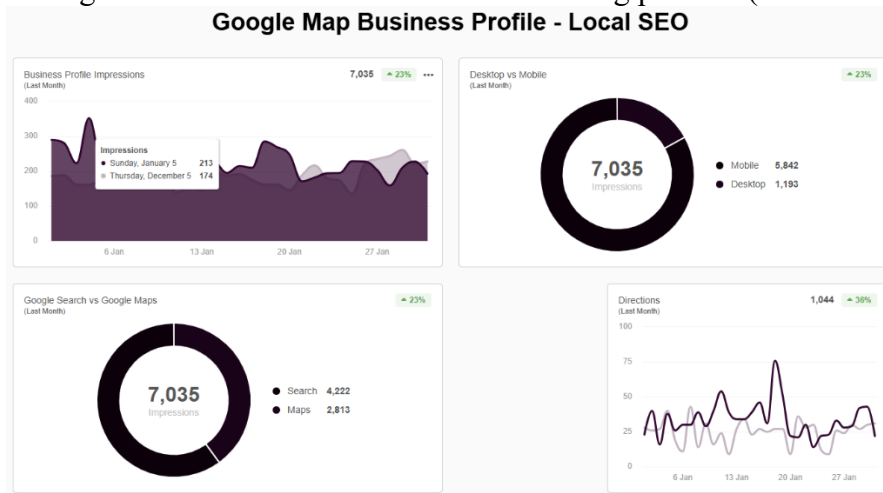 Google Map Business Profile - Local SEO
Business Profile Impressions 7,035 23%
(Last Month)
400
300
200
100
0
Impressions
Sunday, January 5 213
Thursday, December 5 174
6 Jan 13 Jan 20 Jan 27 Jan
Desktop vs Mobile 23%
(Last Month)
7,035
Impressions
Mobile 5,842
Desktop 1,193
Google Search vs Google Maps 23%
(Last Month)
7,035
Impressions
Search 4,222
Maps 2,813
Directions 1,044 36%
(Last Month)
100
75
50
25
0
6 Jan 13 Jan 20 Jan 27 Jan